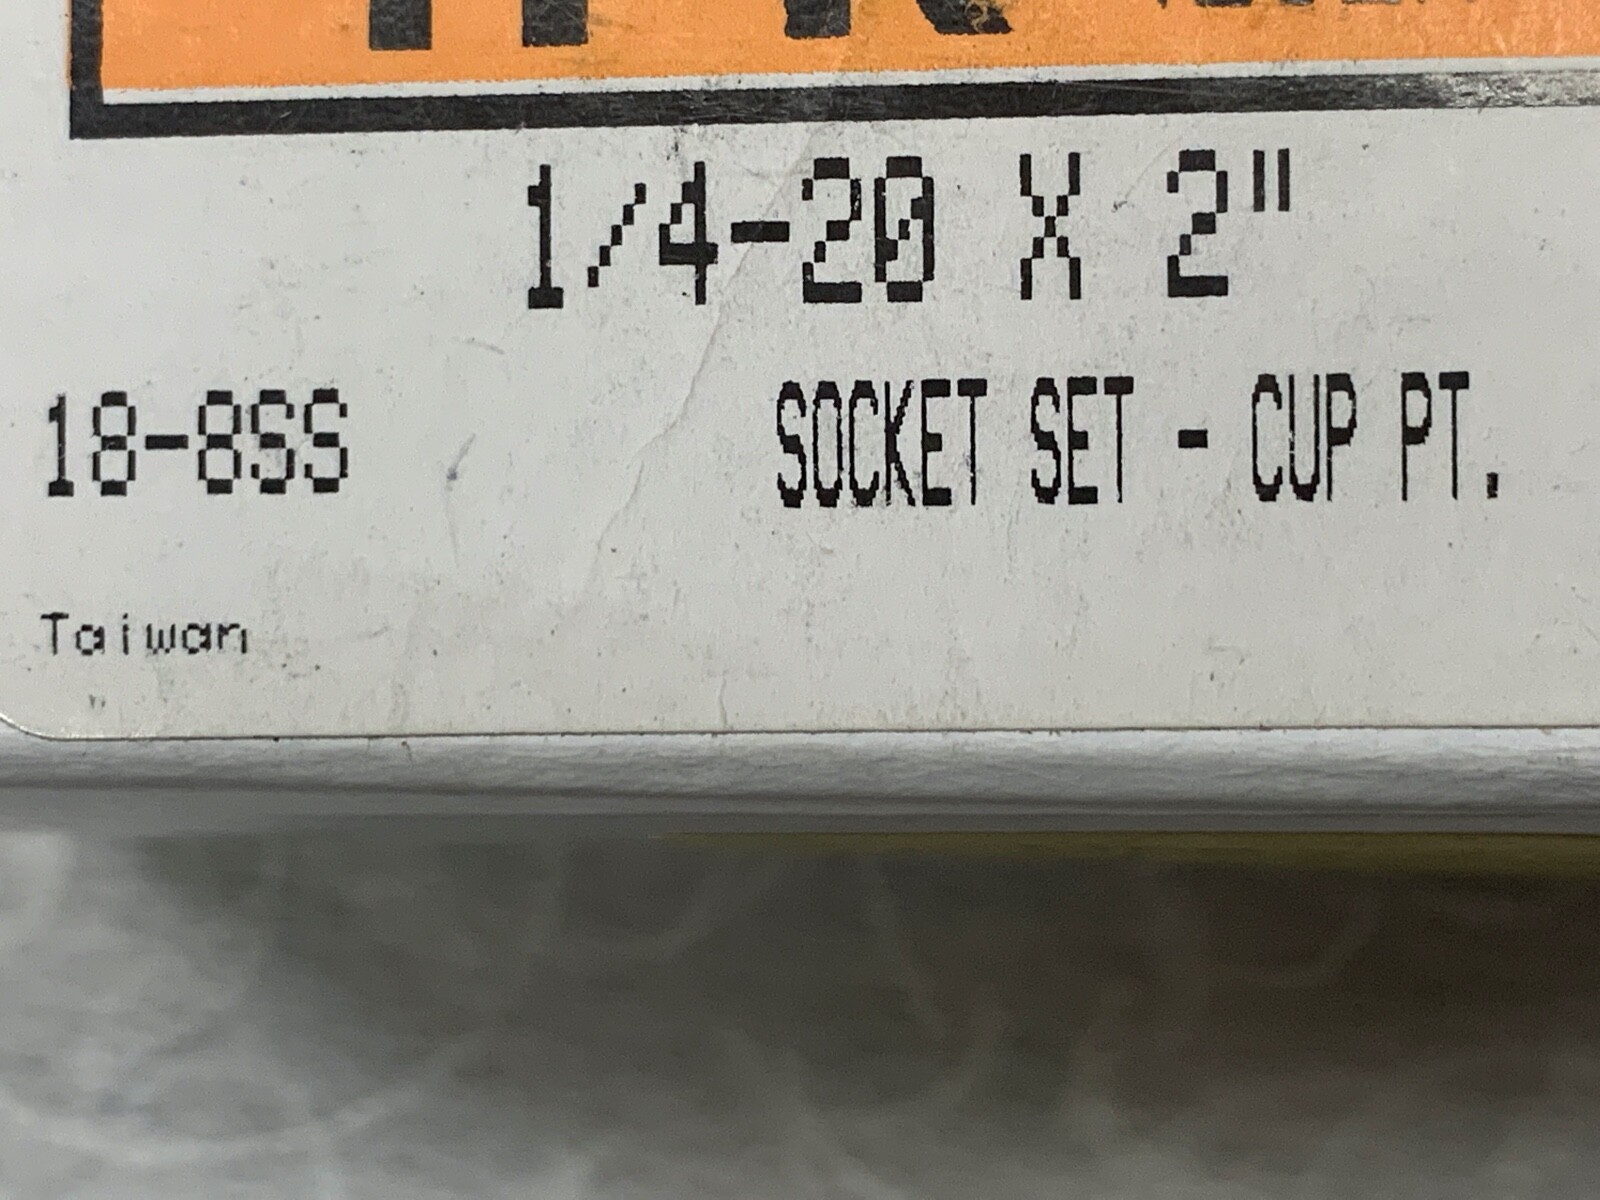 1/4-20 X 2"
18-8SS SOCKET SET - CUP PT.
Taiwan